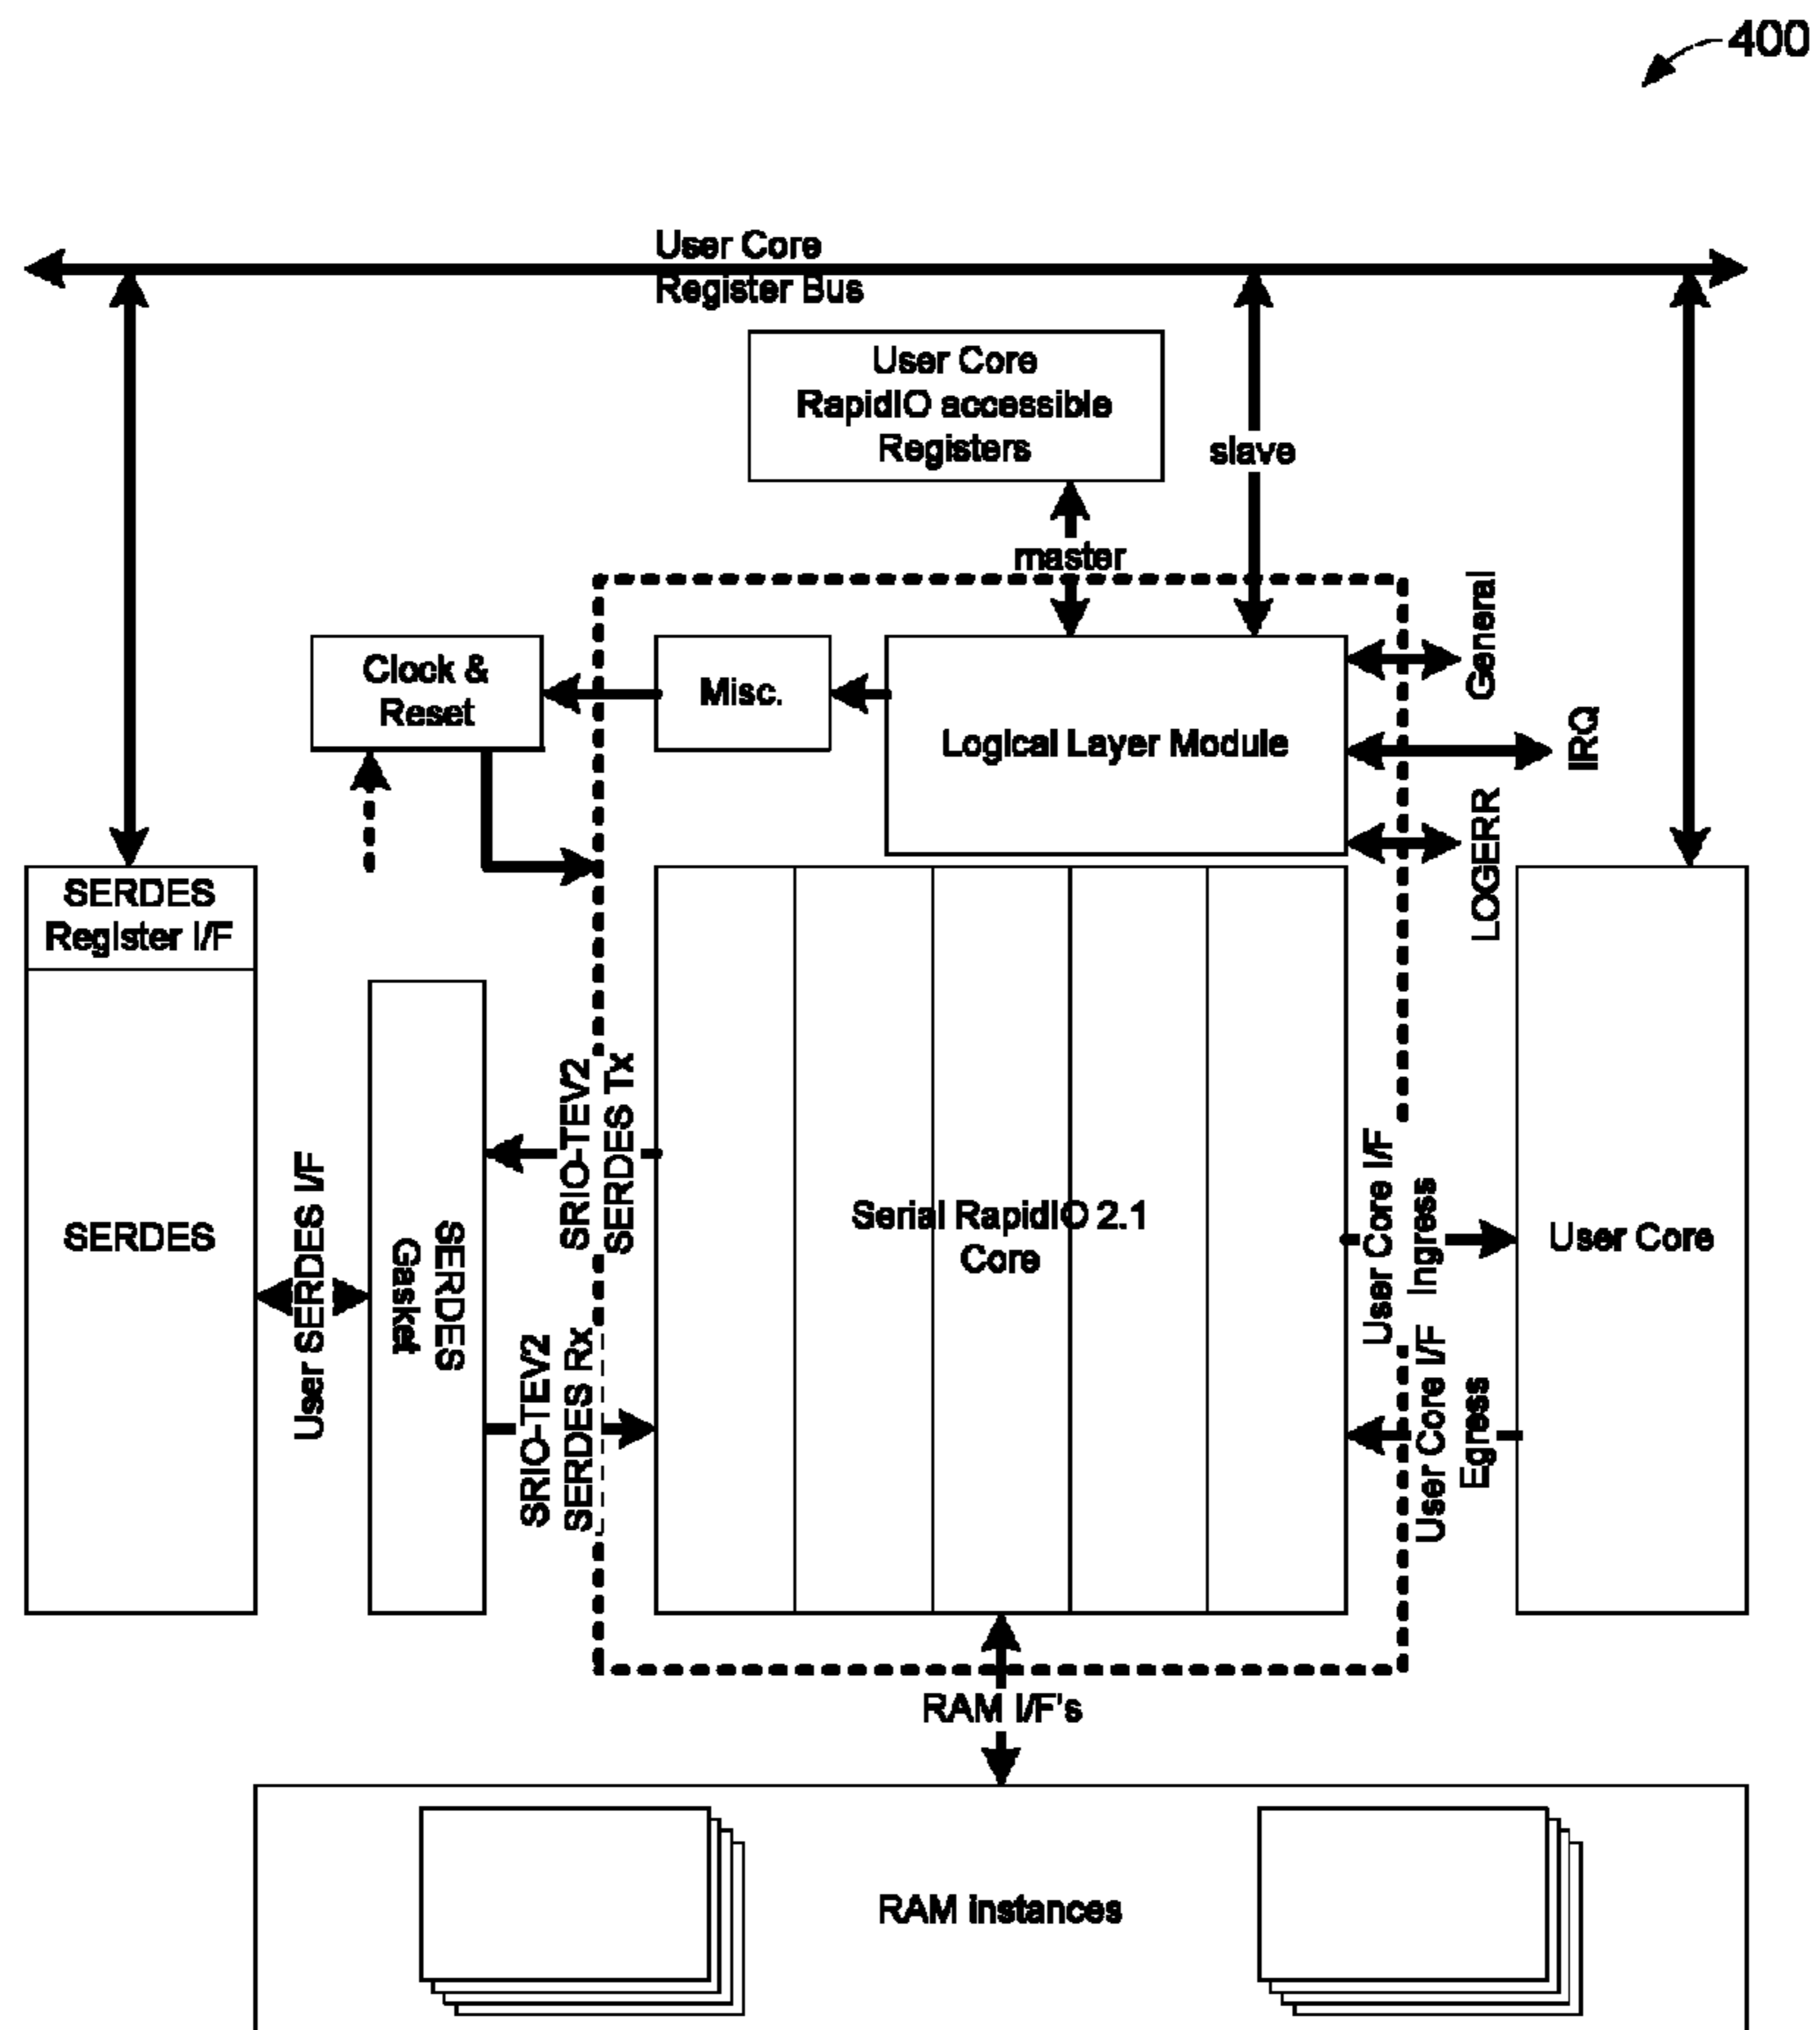 400
User Core
Register Bus
User Core
RapidIO accessible
Registers
slave
master
General
Clock &
Reset
Misc.
Logical Layer Module
IRQ
LOGERR
SERDES
Register I/F
SRIO-TEV2
SERDES Tx
User Core I/F
Ingress
User SERDES I/F
SERDES
SERDES
Gasket
Serial RapidIO 2.1
Core
User Core
SRIO-TEV2
SERDES Rx
User Core I/F
Egress
RAM I/F's
RAM instances